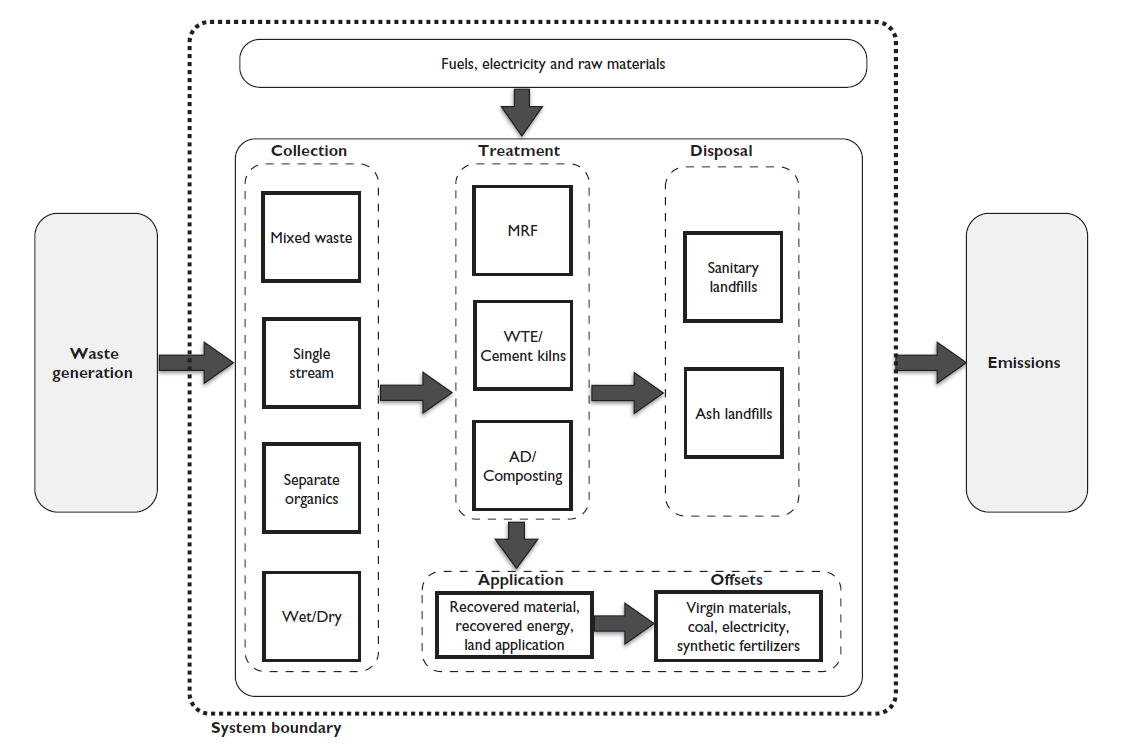 Fuels, electricity and raw materials
Collection
Treatment
Disposal
Mixed waste
Single
stream
Separate
organics
Wet/Dry
MRF
WTE/
Cement kilns
AD/
Composting
Sanitary
landfills
Ash landfills
Waste
generation
Emissions
Application
Recovered material,
recovered energy,
land application
Offsets
Virgin materials,
coal, electricity,
synthetic fertilizers
System boundary